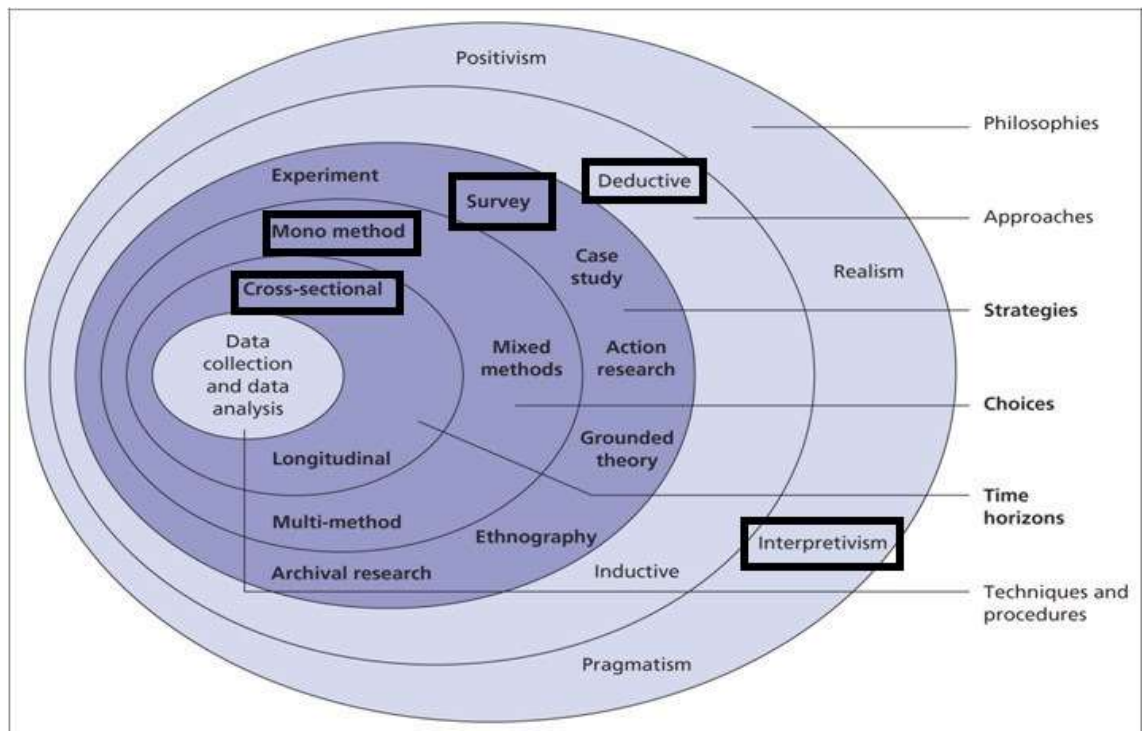 Positivism
Philosophies
Experiment
Deductive
Survey
Approaches
Mono method
Case
study
Realism
Cross-sectional
Strategies
Data
collection
and data
analysis
Mixed
methods
Action
research
Choices
Grounded
theory
Longitudinal
Time
horizons
Multi-method
Ethnography
Interpretivism
Archival research
Inductive
Techniques and
procedures
Pragmatism